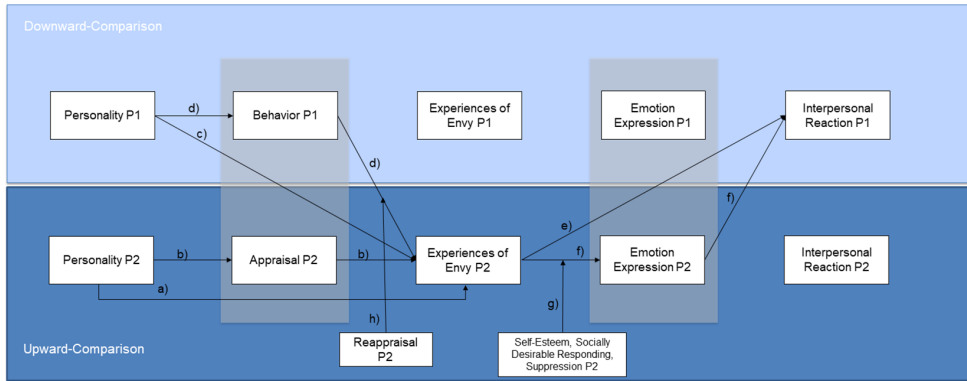 Downward-Comparison
Personality P1
d)
Behavior P1
Experiences of
Envy P1
Emotion
Expression P1
Interpersonal
Reaction P1
c)
d)
f)
e)
Personality P2
b)
Appraisal P2
b)
Experiences of
Envy P2
f)
Emotion
Expression P2
Interpersonal
Reaction P2
a)
g)
h)
Reappraisal
P2
Self-Esteem, Socially
Desirable Responding,
Suppression P2
Upward-Comparison